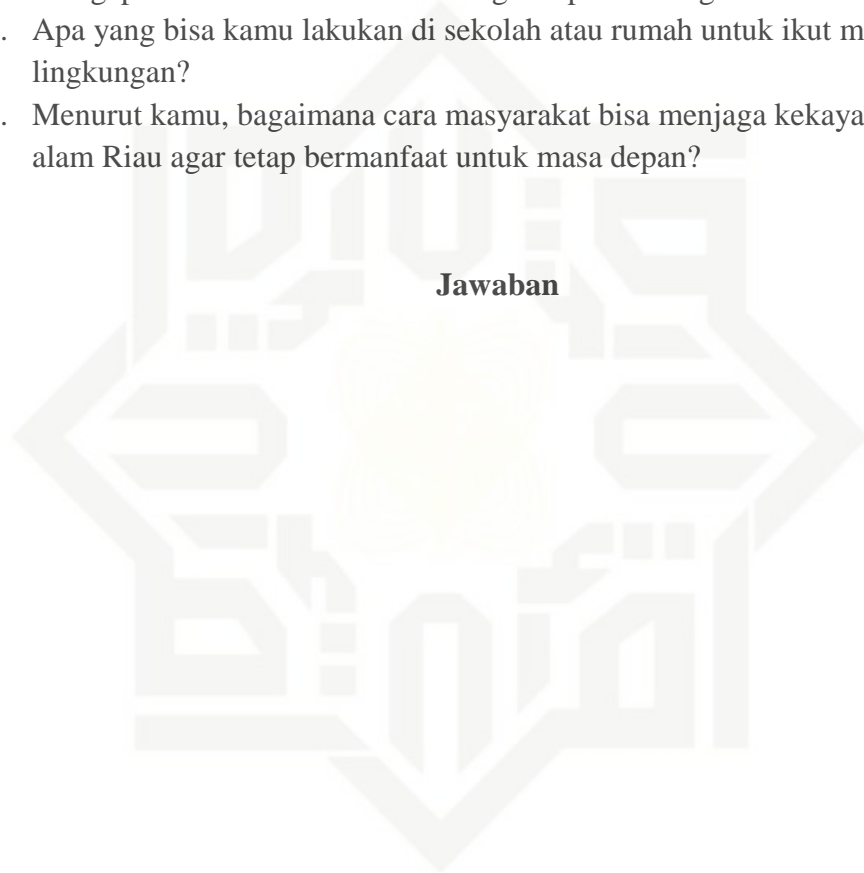 . Apa yang bisa kamu lakukan di sekolah atau rumah untuk ikut m
lingkungan?
. Menurut kamu, bagaimana cara masyarakat bisa menjaga kekaya
alam Riau agar tetap bermanfaat untuk masa depan?
Jawaban